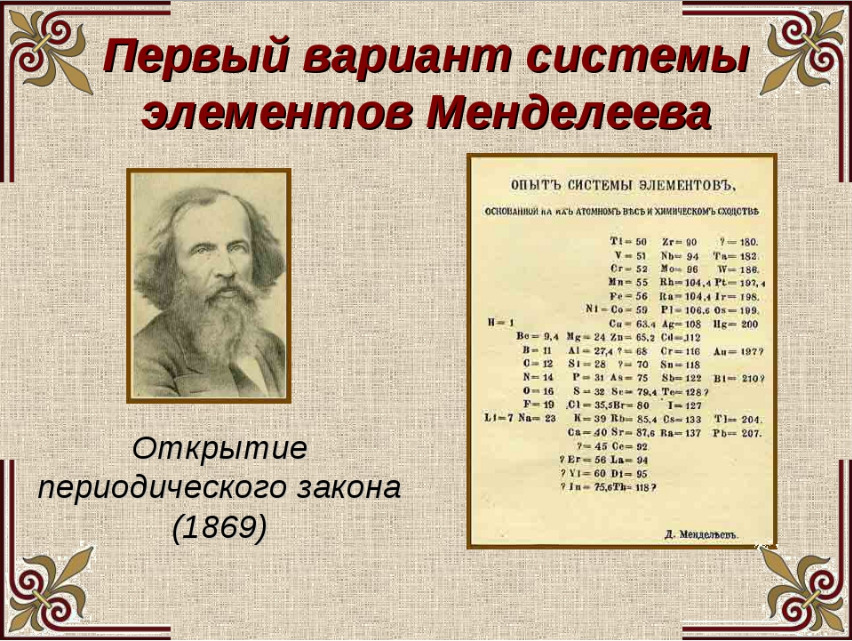 Первый вариант системы
элементов Менделеева
ОПЫТЪ СИСТЕМЫ ЭЛЕМЕНТОВЪ,
ОСНОВАННОЙ НА ИХЪ АТОМНОМЪ ВѢСѢ И ХИМИЧЕСКОМЪ СХОДСТВѢ
Ti= 50 Zr= 90 ?= 180.
V= 51 Nb= 94 Ta= 182.
Cr= 52 Mo= 96 W= 186.
Mn= 55 Rh= 104,4 Pt= 197,4
Fe= 56 Ru= 104,4 Ir= 198.
Ni= Co= 59 Pl= 106,6 Os= 199.
H= 1 Cu= 63,4 Ag= 108 Hg= 200
Be= 9,4 Mg= 24 Zn= 65,2 Cd= 112
B= 11 Al= 27,4 ?= 68 Au= 197?
C= 12 Si= 28 ?= 70 Sn= 118
N= 14 P= 31 As= 75 Sb= 122 Bi= 210?
O= 16 S= 32 Se= 79,4 Te= 128?
F= 19 Cl= 35,5 Br= 80 I= 127
Li=7 Na= 23 K= 39 Rb= 85,4 Cs= 133 Tl= 204.
Ca= 40 Sr= 87,6 Ba= 137 Pb= 207.
?= 45 Ce= 92.
?Er= 56 La= 94
?Yt= 60 Di= 95
?In= 75,6 Th= 118?
Д. Менделѣевъ.
Открытие
периодического закона
(1869)